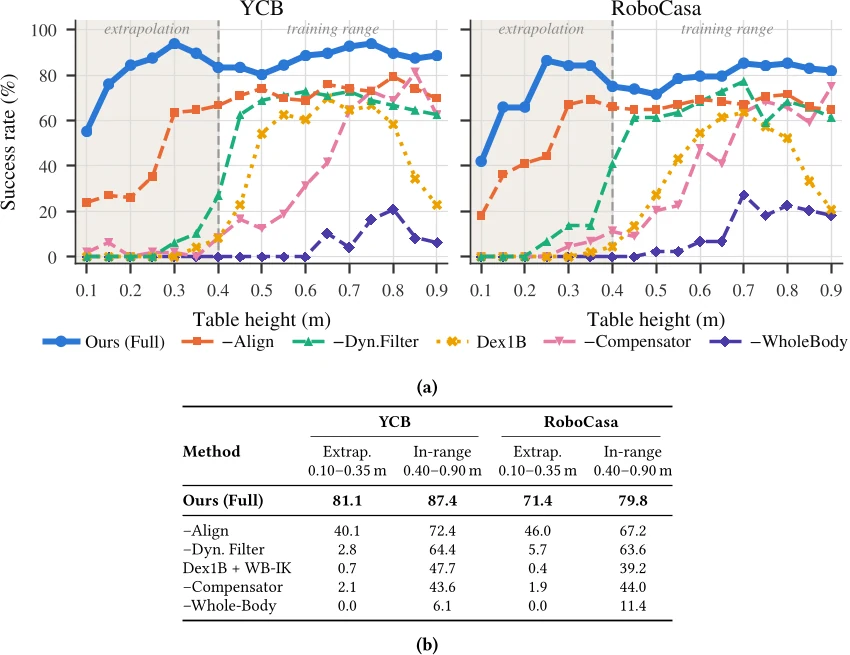 YCB
RoboCasa
extrapolation
training range
extrapolation
training range
Success rate (%)
100
80
60
40
20
0
0.1 0.2 0.3 0.4 0.5 0.6 0.7 0.8 0.9
0.1 0.2 0.3 0.4 0.5 0.6 0.7 0.8 0.9
Table height (m)
Table height (m)
Ours (Full) −Align −Dyn.Filter Dex1B −Compensator −WholeBody
(a)
YCB RoboCasa
Method Extrap. In-range Extrap. In-range
0.10–0.35 m 0.40–0.90 m 0.10–0.35 m 0.40–0.90 m
Ours (Full) 81.1 87.4 71.4 79.8
–Align 40.1 72.4 46.0 67.2
–Dyn. Filter 2.8 64.4 5.7 63.6
Dex1B + WB-IK 0.7 47.7 0.4 39.2
–Compensator 2.1 43.6 1.9 44.0
–Whole-Body 0.0 6.1 0.0 11.4
(b)